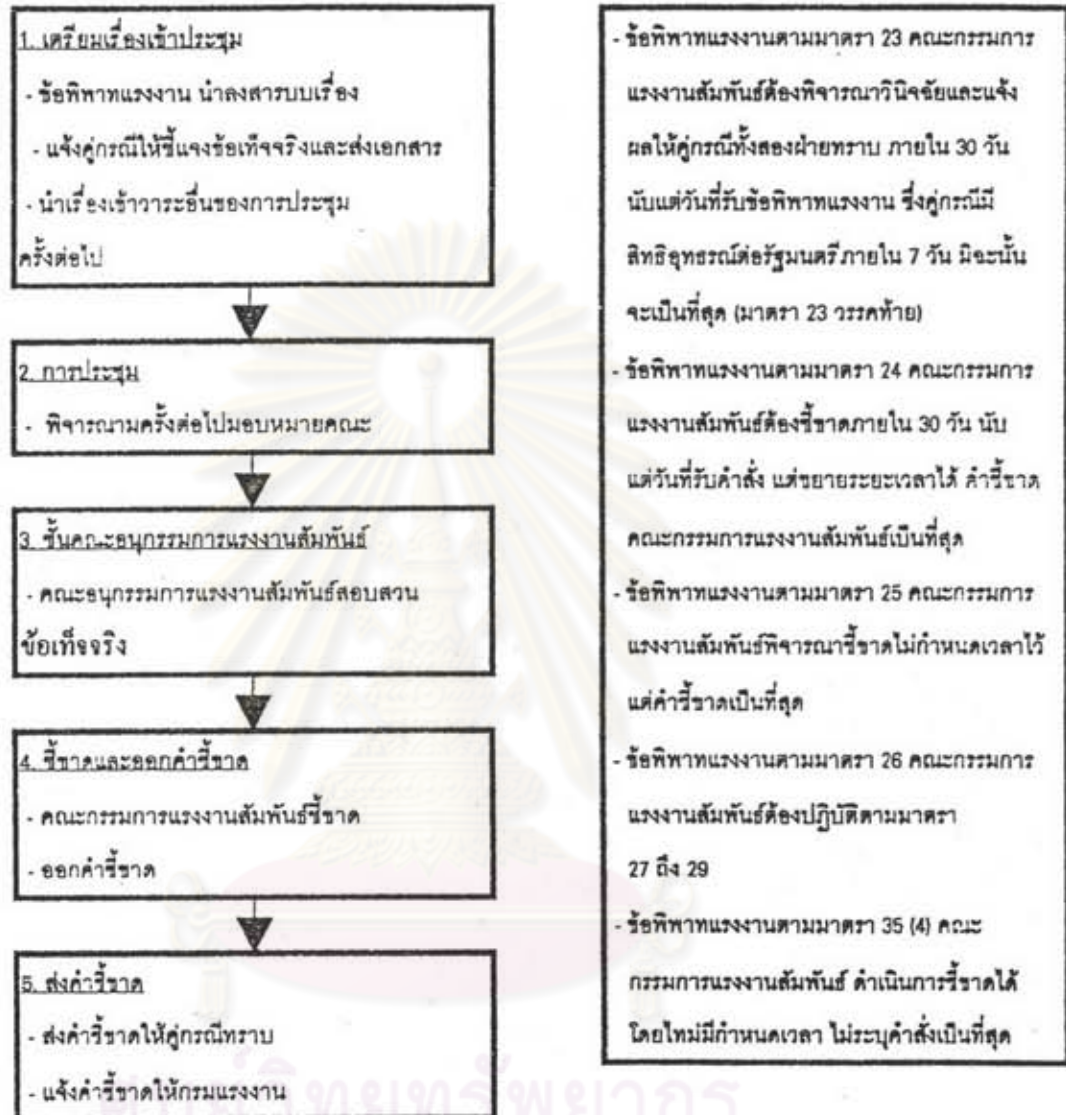 1. เตรียมเรื่องเข้าประชุม
- ข้อพิพาทแรงงาน นำลงสารบบเรื่อง
- แจ้งคู่กรณีให้ชี้แจงข้อเท็จจริงและส่งเอกสาร
- นำเรื่องเข้าวาระอื่นของการประชุม
ครั้งต่อไป
2. การประชุม
- พิจารณามครั้งต่อไปมอบหมายคณะ
3. ชั้นคณะอนุกรรมการแรงงานสัมพันธ์
- คณะอนุกรรมการแรงงานสัมพันธ์สอบสวน
ข้อเท็จจริง
4. ชี้ขาดและออกคำชี้ขาด
- คณะกรรมการแรงงานสัมพันธ์ชี้ขาด
- ออกคำชี้ขาด
5. ส่งคำชี้ขาด
- ส่งคำชี้ขาดให้คู่กรณีทราบ
- แจ้งคำชี้ขาดให้กรมแรงงาน
- ข้อพิพาทแรงงานตามมาตรา 23 คณะกรรมการ
แรงงานสัมพันธ์ต้องพิจารณาวินิจฉัยและแจ้ง
ผลให้คู่กรณีทั้งสองฝ่ายทราบ ภายใน 30 วัน
นับแต่วันที่รับข้อพิพาทแรงงาน ซึ่งคู่กรณีมี
สิทธิอุทธรณ์ต่อรัฐมนตรีภายใน 7 วัน มิฉะนั้น
จะเป็นที่สุด (มาตรา 23 วรรคท้าย)
- ข้อพิพาทแรงงานตามมาตรา 24 คณะกรรมการ
แรงงานสัมพันธ์ต้องชี้ขาดภายใน 30 วัน นับ
แต่วันที่รับคำสั่ง แต่ขยายระยะเวลาได้ คำชี้ขาด
คณะกรรมการแรงงานสัมพันธ์เป็นที่สุด
- ข้อพิพาทแรงงานตามมาตรา 25 คณะกรรมการ
แรงงานสัมพันธ์พิจารณาชี้ขาดไม่กำหนดเวลาไว้
แต่คำชี้ขาดเป็นที่สุด
- ข้อพิพาทแรงงานตามมาตรา 26 คณะกรรมการ
แรงงานสัมพันธ์ต้องปฏิบัติตามมาตรา
27 ถึง 29
- ข้อพิพาทแรงงานตามมาตรา 35 (4) คณะ
กรรมการแรงงานสัมพันธ์ ดำเนินการชี้ขาดได้
โดยไทม่มีกำหนดเวลา ไม่ระบุคำสั่งเป็นที่สุด
ศูนย์วิทยทรัพยากร